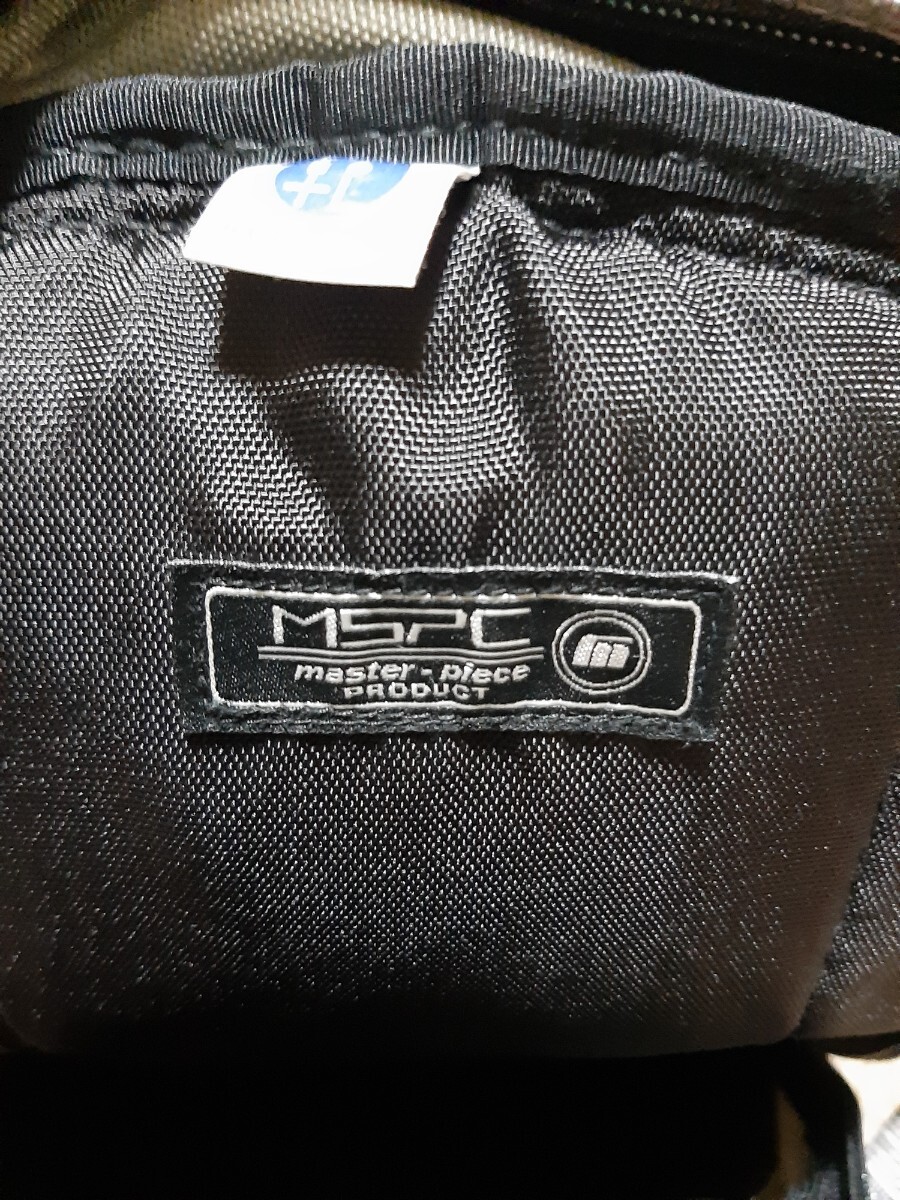 MSPC
master-piece
PRODUCT
m